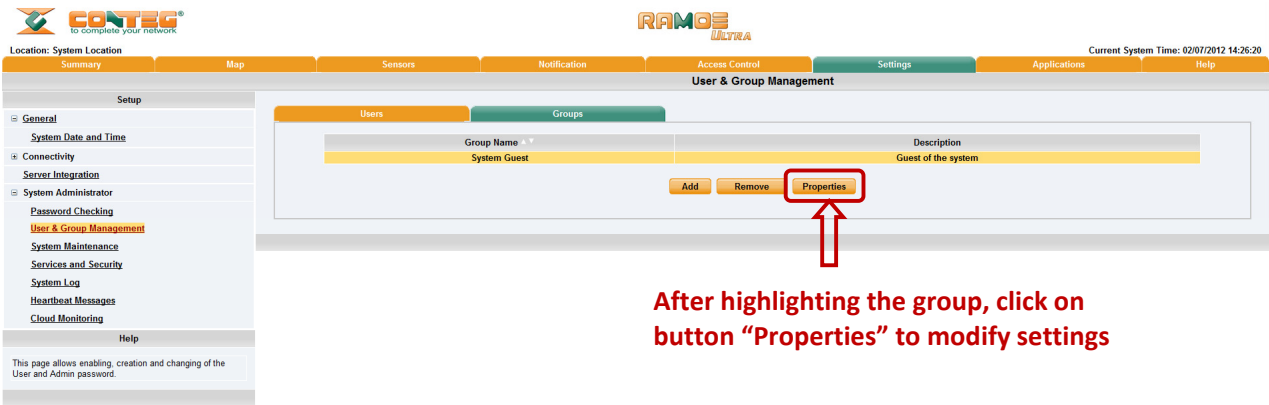 CONTEG®
to complete your network
RAMOS
ULTRA
Location: System Location
Current System Time: 02/07/2012 14:26:20
Summary Map Sensors Notification Access Control Settings Applications Help
User & Group Management
Setup
General
System Date and Time
Connectivity
Server Integration
System Administrator
Password Checking
User & Group Management
System Maintenance
Services and Security
System Log
Heartbeat Messages
Cloud Monitoring
Help
This page allows enabling, creation and changing of the
User and Admin password.
Users Groups
Group Name Description
System Guest Guest of the system
Add Remove Properties
After highlighting the group, click on
button “Properties” to modify settings